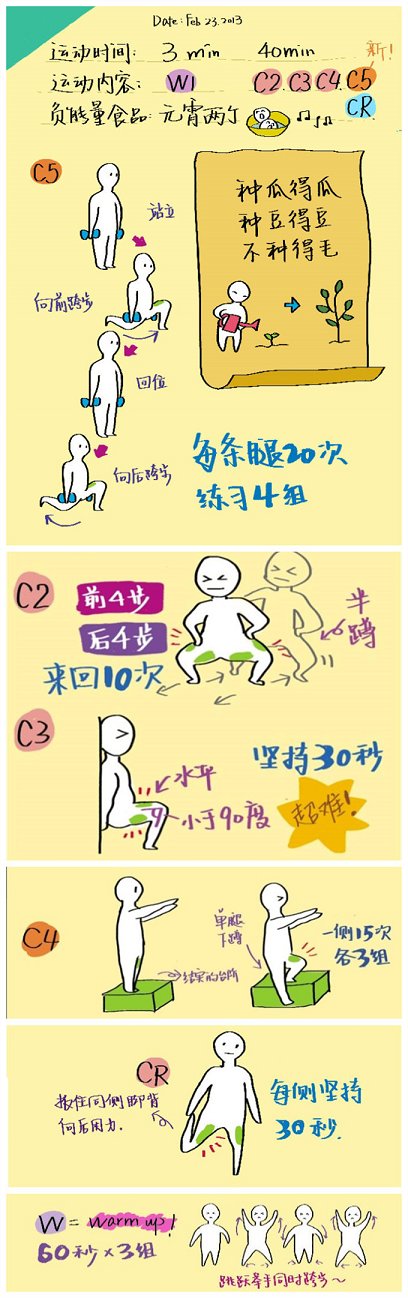 Date: Feb 23.2013
运动时间: 3 min 40min
新!
运动内容: W1 C2 C3 C4 C5
CR
负能量食品: 元宵两个
C5
站立
向前跨步
回位
向后跨步
种瓜得瓜
种豆得豆
不种得毛
每条腿20次
练习4组
C2
前4步
后4步
来回10次
半蹲
C3
水平
小于90度
坚持30秒
超难!
C4
结实的台阶
单腿下蹲
一侧15次
各3组
CR
扳住同侧脚背
向后用力.
每侧坚持
30秒.
W = warm up!
60秒×3组
跳跃举手同时跨步~